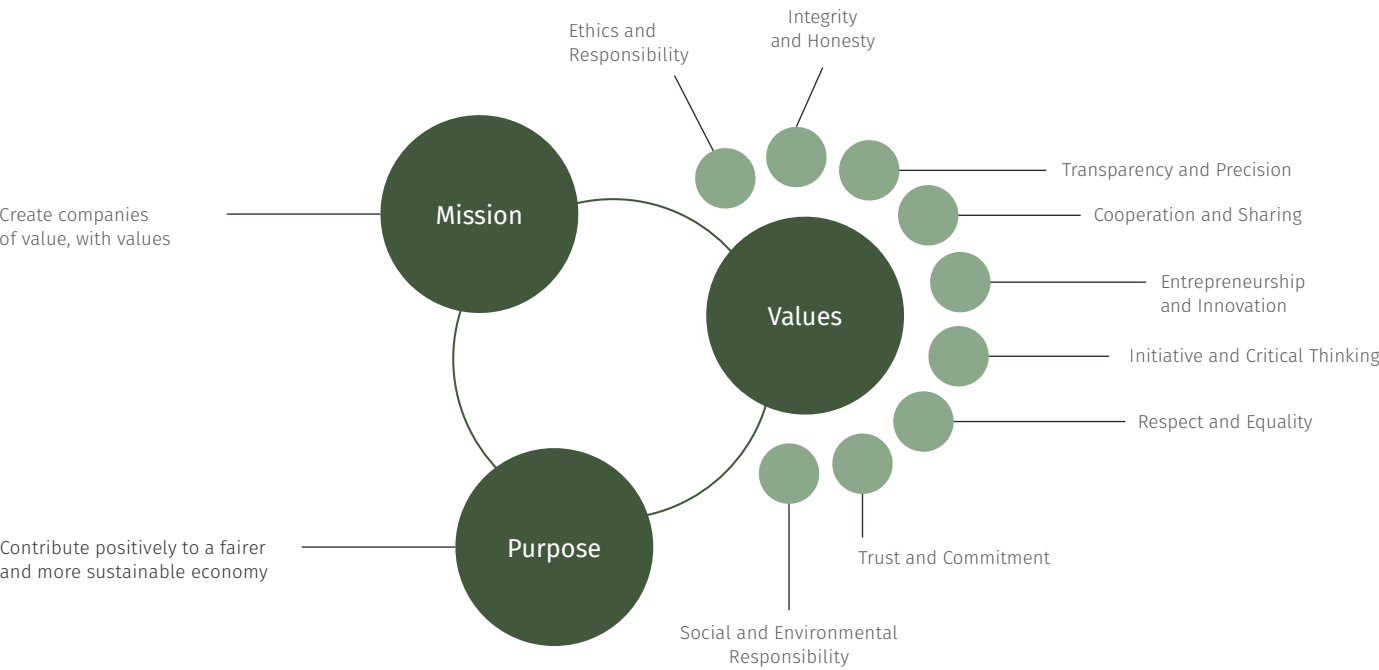 Ethics and
Responsibility
Integrity
and Honesty
Transparency and Precision
Cooperation and Sharing
Entrepreneurship
and Innovation
Initiative and Critical Thinking
Respect and Equality
Trust and Commitment
Social and Environmental
Responsibility
Values
Mission
Create companies
of value, with values
Purpose
Contribute positively to a fairer
and more sustainable economy